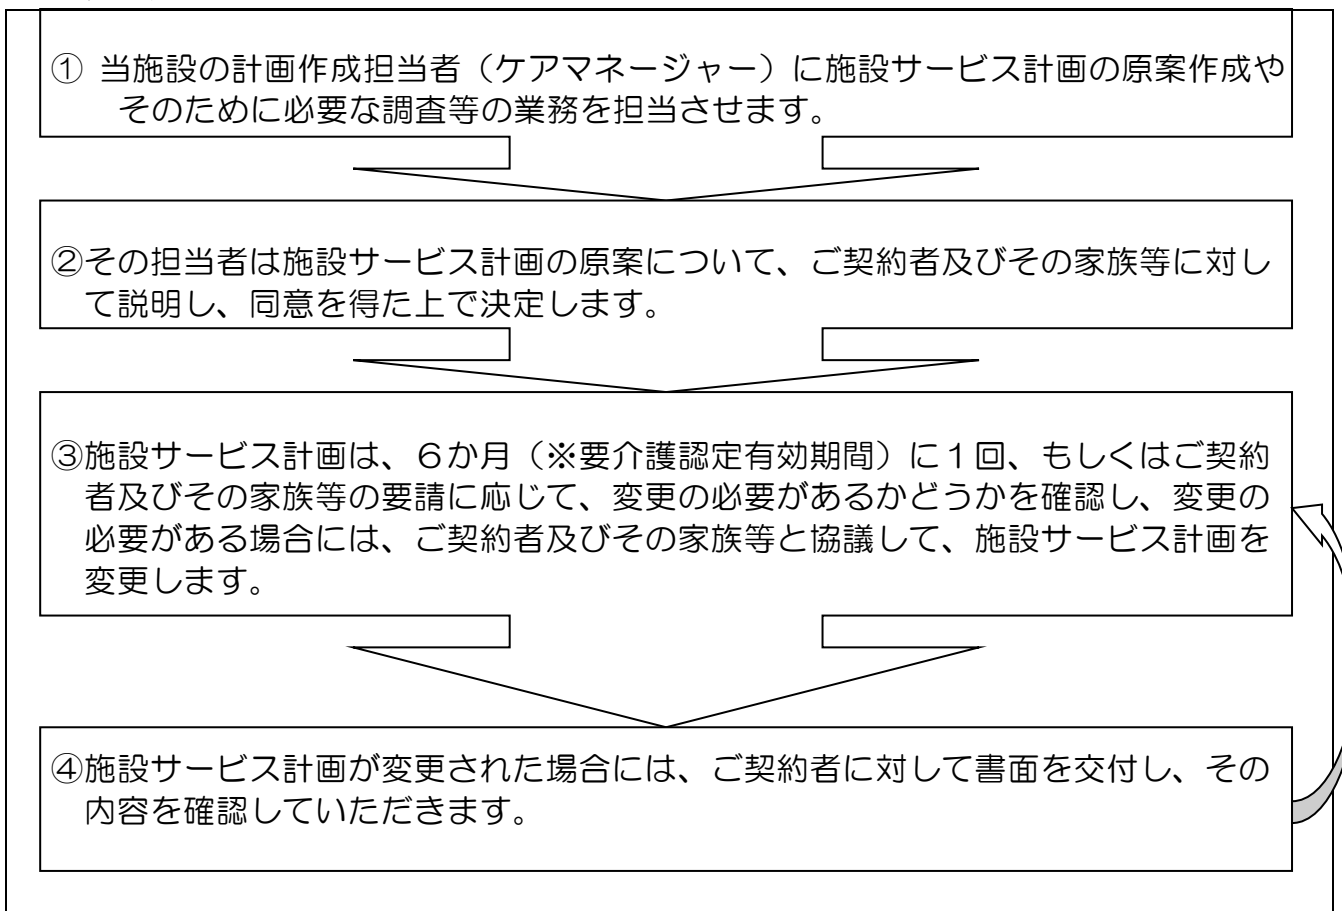 ① 当施設の計画作成担当者（ケアマネージャー）に施設サービス計画の原案作成や
そのために必要な調査等の業務を担当させます。
②その担当者は施設サービス計画の原案について、ご契約者及びその家族等に対し
て説明し、同意を得た上で決定します。
③施設サービス計画は、６か月（※要介護認定有効期間）に１回、もしくはご契約
者及びその家族等の要請に応じて、変更の必要があるかどうかを確認し、変更の
必要がある場合には、ご契約者及びその家族等と協議して、施設サービス計画を
変更します。
④施設サービス計画が変更された場合には、ご契約者に対して書面を交付し、その
内容を確認していただきます。